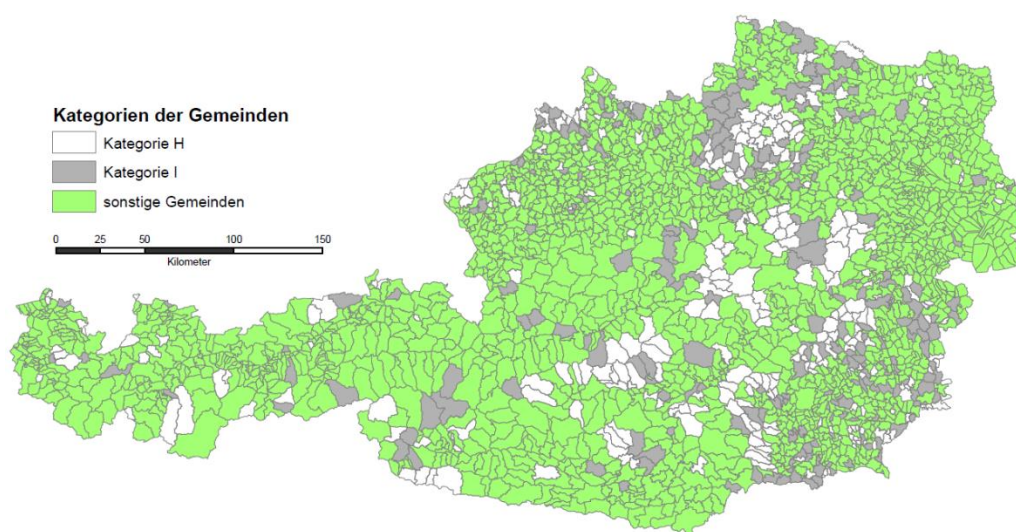 Kategorien der Gemeinden
Kategorie H
Kategorie I
sonstige Gemeinden
0 25 50 100 150
Kilometer